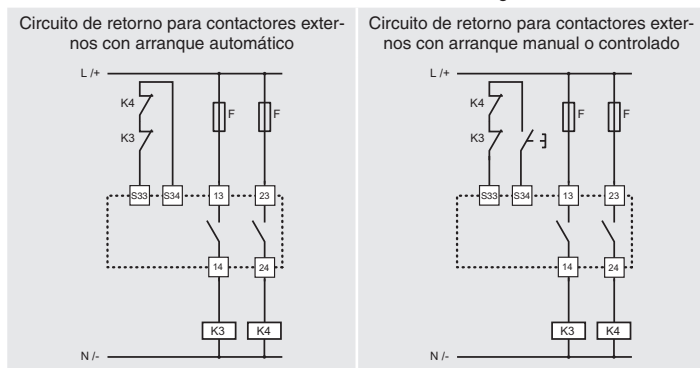 Circuito de retorno para contactores exter-
nos con arranque automático
L /+
K4
F
F
K3
S33
S34
13
23
14
24
K3
K4
N /-
Circuito de retorno para contactores exter-
nos con arranque manual o controlado
L /+
K4
F
F
K3
S33
S34
13
23
14
24
K3
K4
N /-